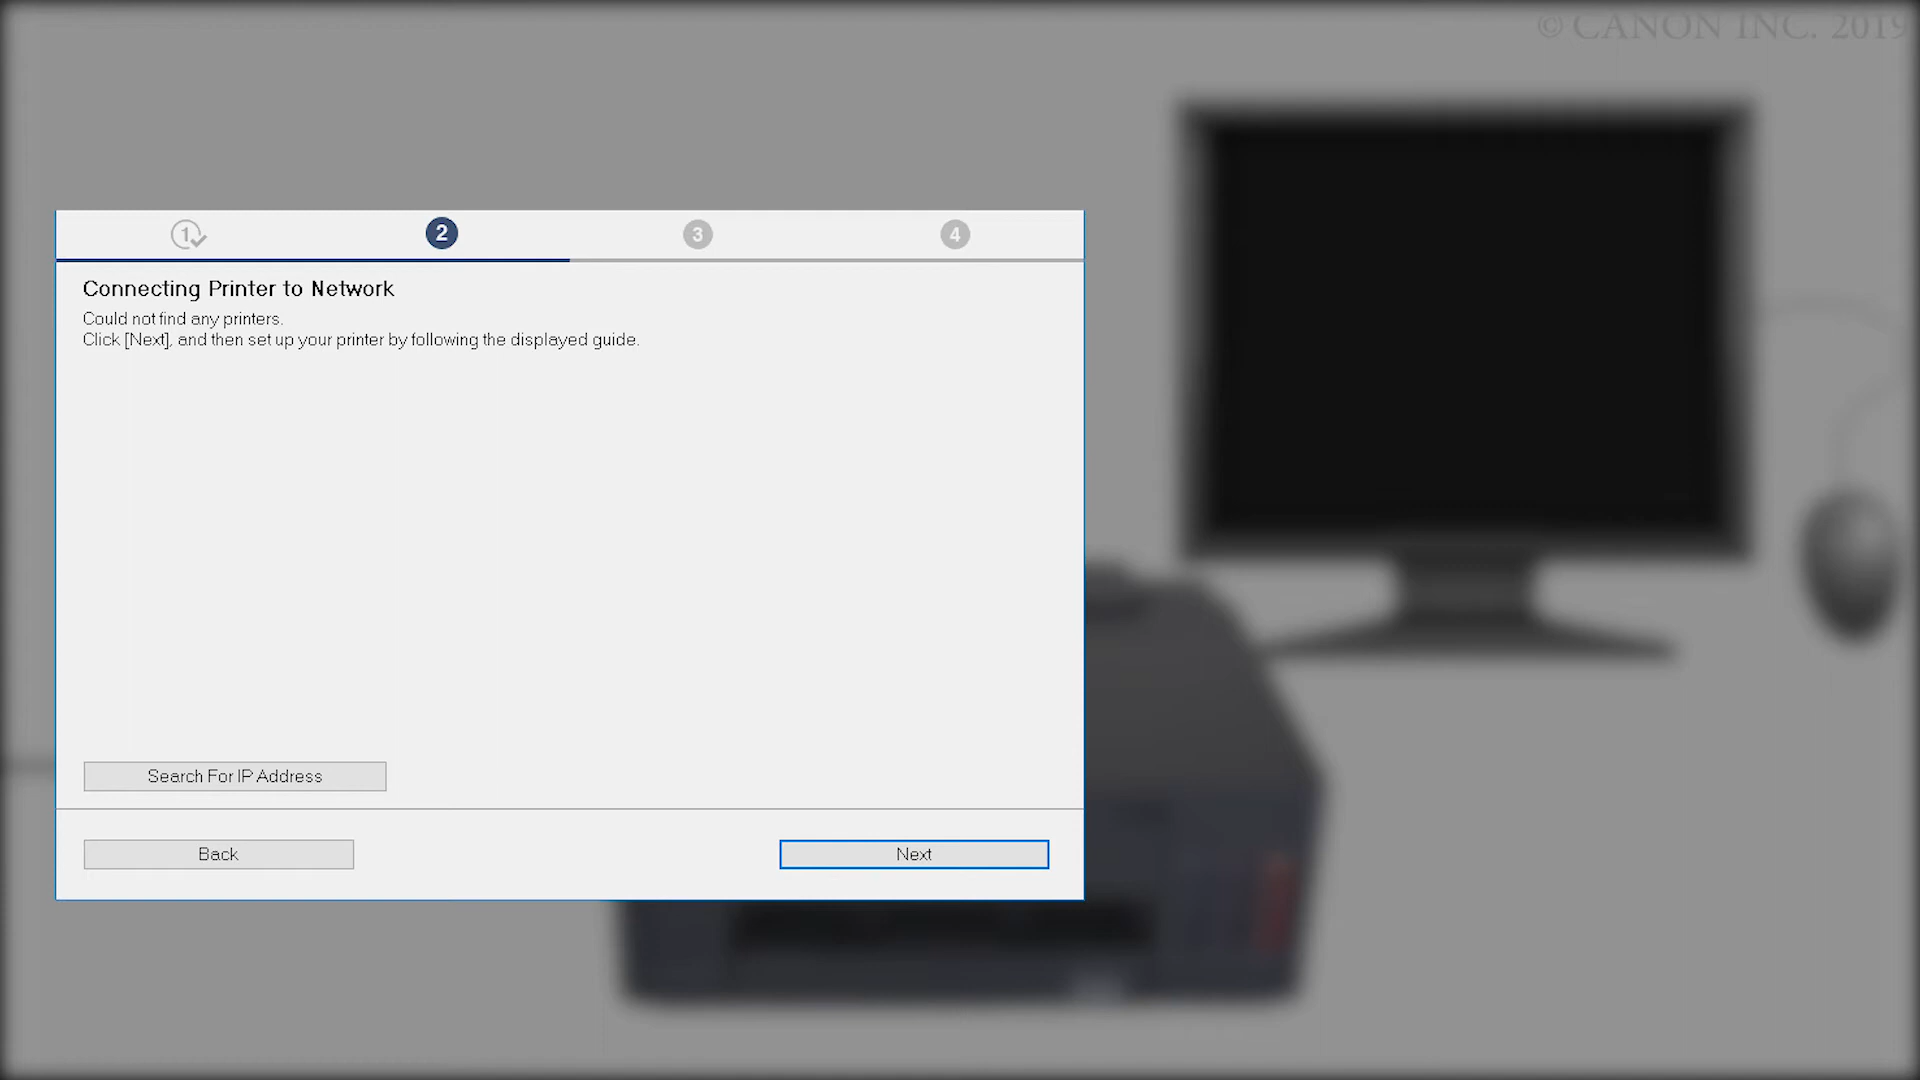 © CANON INC. 2019
1 2 3 4
Connecting Printer to Network
Could not find any printers.
Click [Next], and then set up your printer by following the displayed guide.
Search For IP Address
Back Next